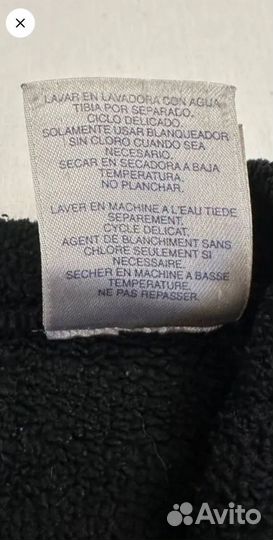 LAVAR EN LAVADORA CON AGUA
TIBIA POR SEPARADO.
CICLO DELICADO.
SOLAMENTE USAR BLANQUEADOR
SIN CLORO CUANDO SEA
NECESARIO.
SECAR EN SECADORA A BAJA
TEMPERATURA.
NO PLANCHAR.
LAVER EN MACHINE A L'EAU TIEDE
SEPAREMENT.
CYCLE DELICAT.
AGENT DE BLANCHIMENT SANS
CHLORE SEULEMENT SI
NECESSAIRE.
SECHER EN MACHINE A BASSE
TEMPERATURE.
NE PAS REPASSER.
Avito